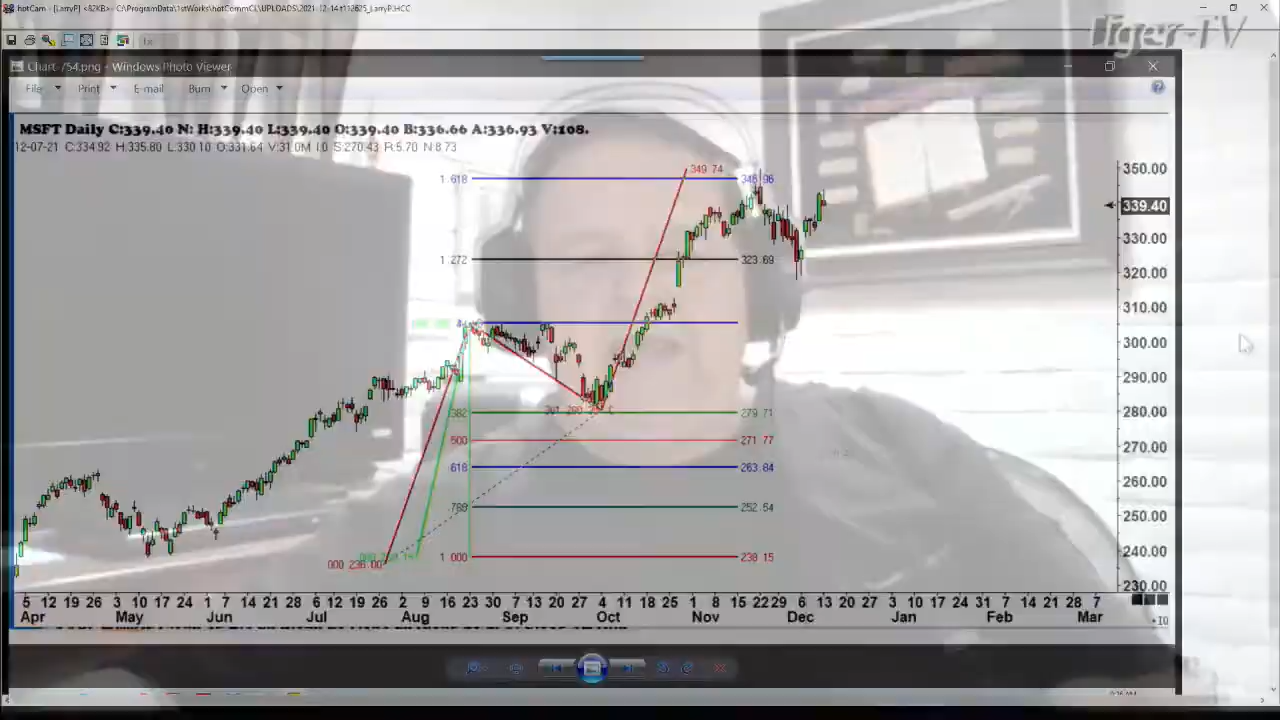 hotCam - [LarryP] <82KB> - C:\ProgramData\1stWorks\hotCommCL\UPLOADS\2021-12-14 t112625_LarryP.HCC
Tiger-TV
Chart-754.png - Windows Photo Viewer
File Print E-mail Burn Open
MSFT Daily C:339.40 N: H:339.40 L:339.40 O:339.40 B:336.66 A:336.93 V:108.
12-07-21 C:334.92 H:335.80 L:330.10 O:331.64 V:31.0M I:0 S:270.43 R:5.70 N:8.73
349.74
350.00
1.618 346.96
339.40
330.00
1.272 323.69
320.00
310.00
300.00
290.00
382 279.71
280.00
500 271.77
270.00
618 263.84
260.00
786 252.54
250.00
1.000 238.15
240.00
000 236.00
230.00
5 12 19 26 3 10 17 24 1 7 14 21 28 6 12 19 26 2 9 23 30 7 13 20 27 4 11 18 25 1 8 15 22 29 6 13 20 27 3 10 17 24 31 7 14 21 28 7
Apr May Jun Jul Aug Sep Oct Nov Dec Jan Feb Mar